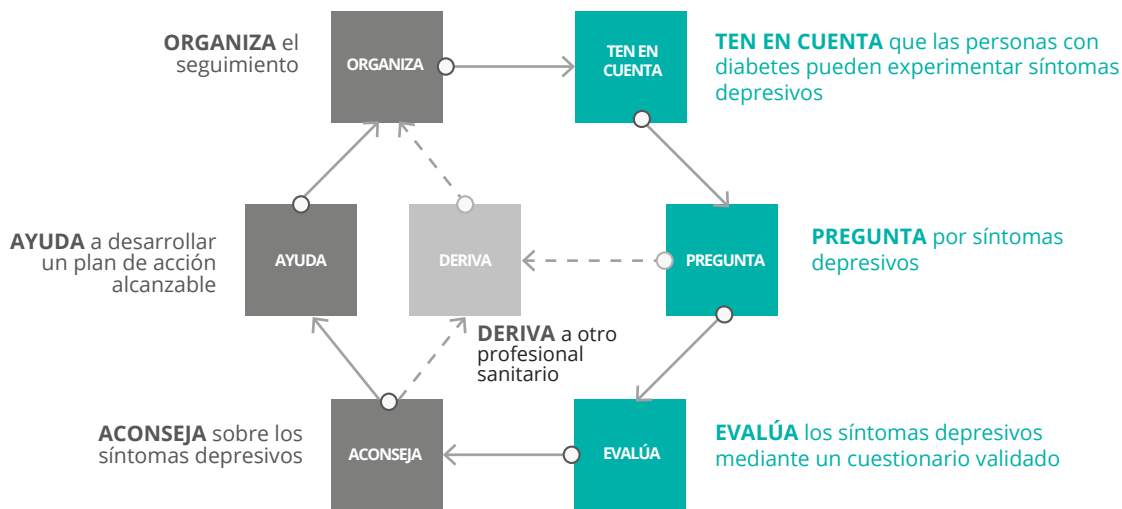 ORGANIZA el
seguimiento
ORGANIZA
TEN EN
CUENTA
TEN EN CUENTA que las personas con
diabetes pueden experimentar síntomas
depresivos
AYUDA a desarrollar
un plan de acción
alcanzable
AYUDA
DERIVA
PREGUNTA
PREGUNTA por síntomas
depresivos
DERIVA a otro
profesional
sanitario
ACONSEJA sobre los
síntomas depresivos
ACONSEJA
EVALÚA
EVALÚA los síntomas depresivos
mediante un cuestionario validado